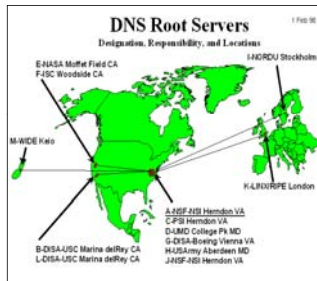 DNS Root Servers
1 Feb 98
Designation, Responsibility, and Locations
E-NASA Moffet Field CA
F-ISC Woodside CA
I-NORDU Stockholm
M-WIDE Keio
K-LINX/RIPE London
A-NSF-NSI Herndon VA
C-PSI Herndon VA
D-UMD College Pk MD
G-DISA-Boeing Vienna VA
H-USArmy Aberdeen MD
J-NSF-NSI Herndon VA
B-DISA-USC Marina delRey CA
L-DISA-USC Marina delRey CA